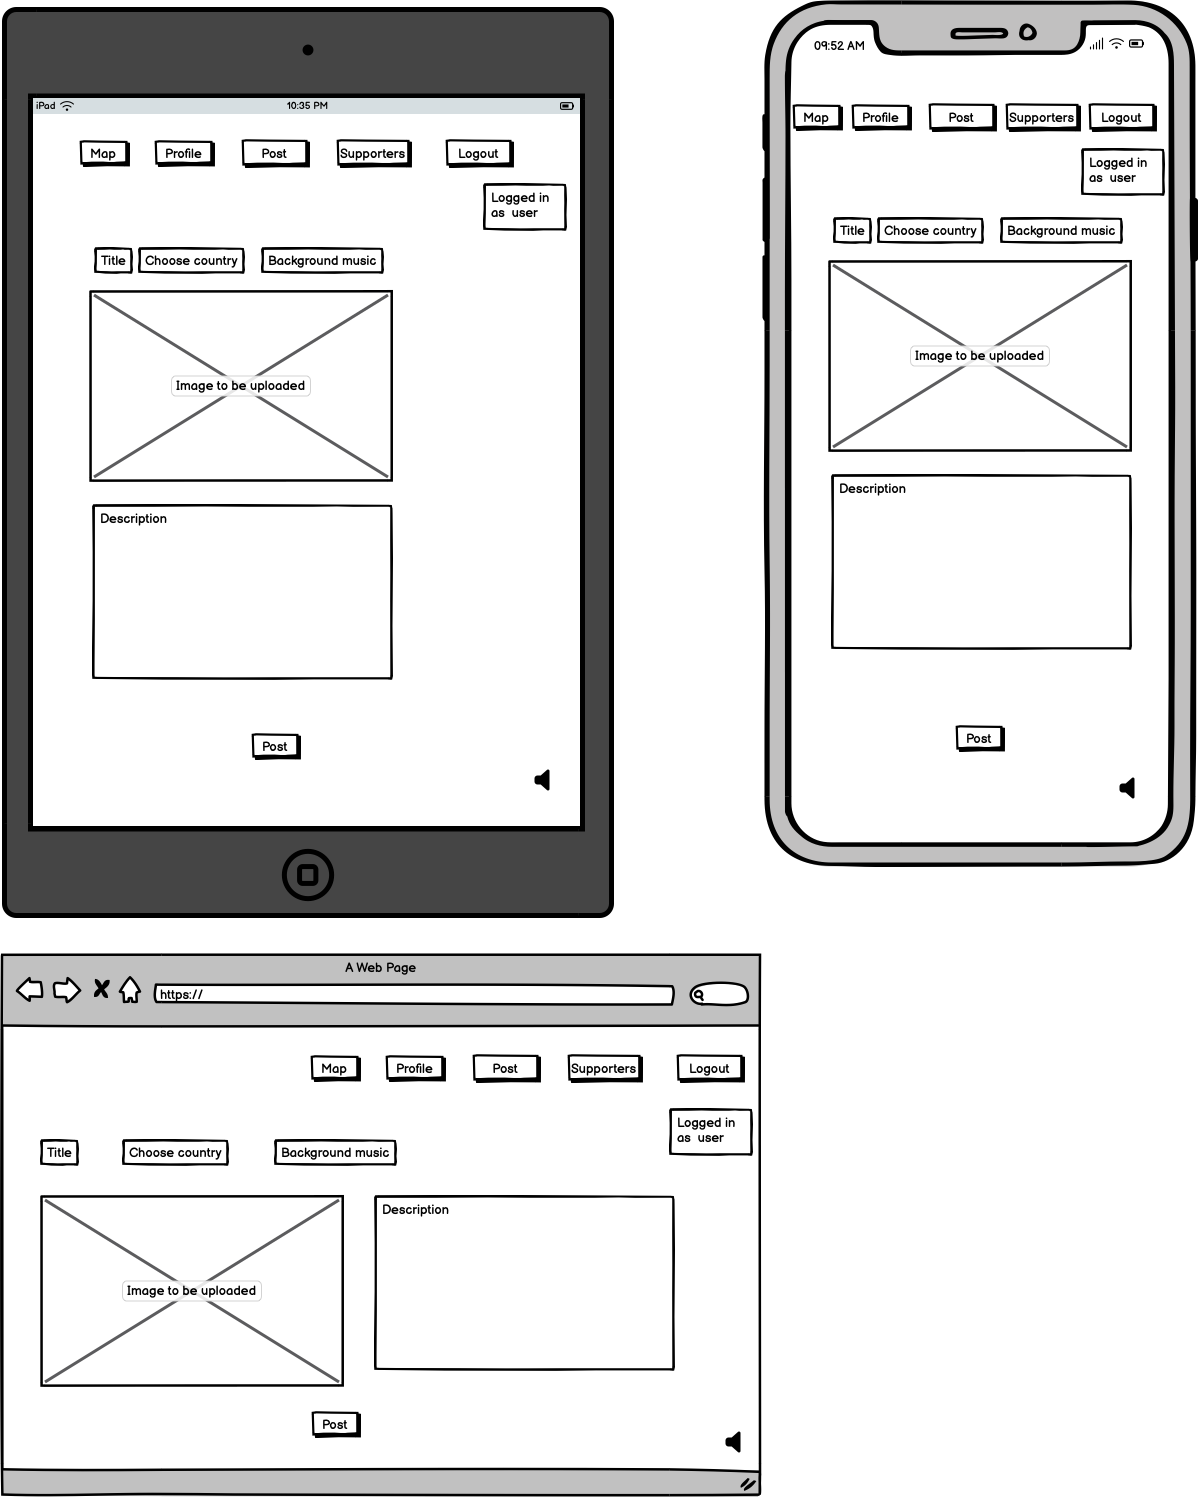 iPad
10:35 PM
Map
Profile
Post
Supporters
Logout
Logged in
as user
Title
Choose country
Background music
Image to be uploaded
Description
Post
09:52 AM
Map
Profile
Post
Supporters
Logout
Logged in
as user
Title
Choose country
Background music
Image to be uploaded
Description
Post
A Web Page
https://
Map
Profile
Post
Supporters
Logout
Logged in
as user
Title
Choose country
Background music
Image to be uploaded
Description
Post